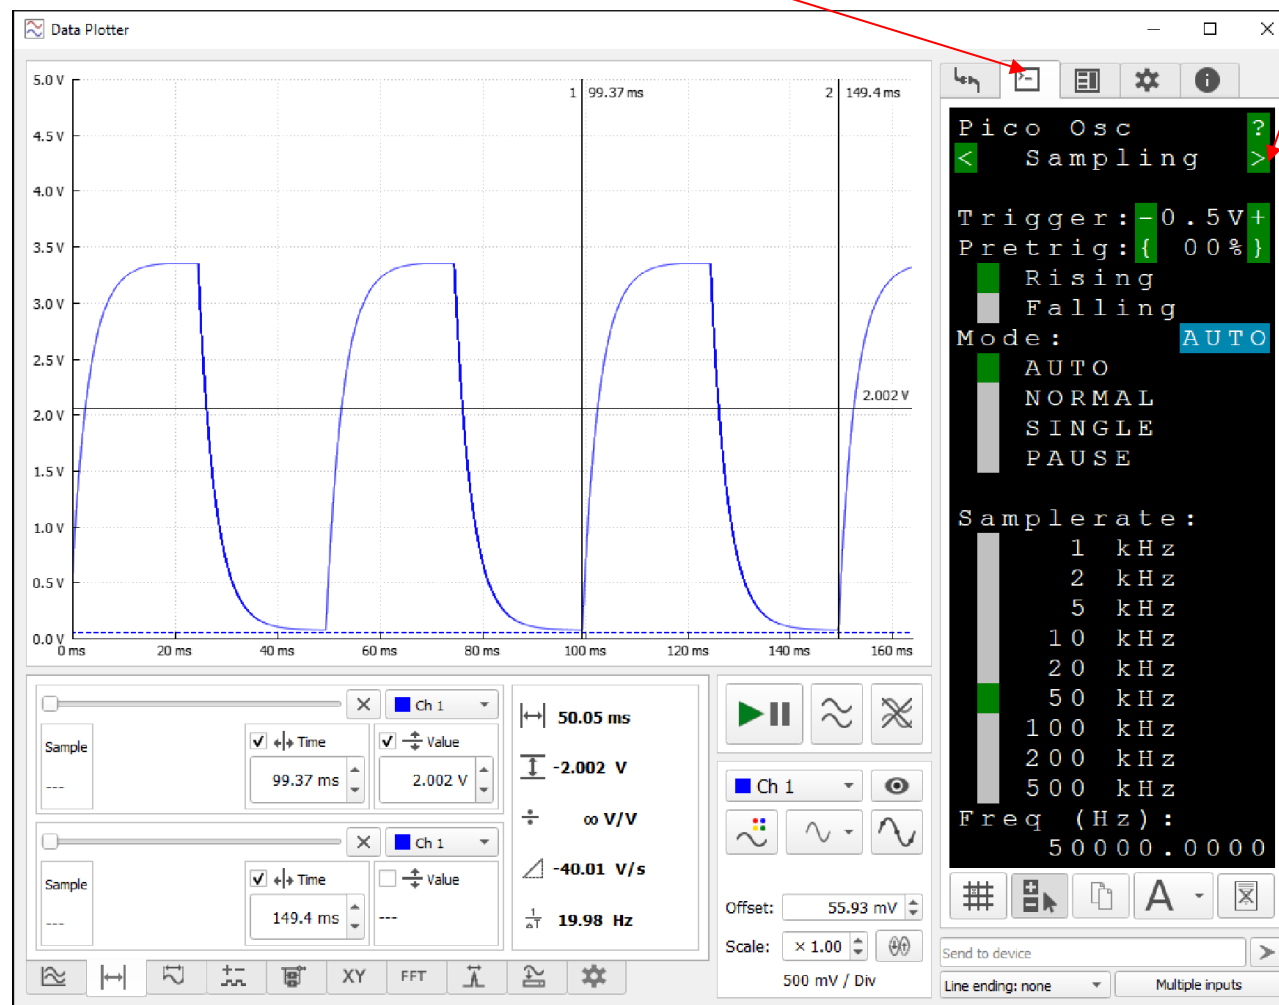 Data Plotter
5.0 V
4.5 V
4.0 V
3.5 V
3.0 V
2.5 V
2.0 V
1.5 V
1.0 V
0.5 V
0.0 V
0 ms 20 ms 40 ms 60 ms 80 ms 100 ms 120 ms 140 ms 160 ms
1 99.37 ms
2 149.4 ms
2.002 V
Pico Osc ?
< Sampling >
Trigger:-0.5V+
Pretrig:{ 00%}
Rising
Falling
Mode: AUTO
AUTO
NORMAL
SINGLE
PAUSE
Samplerate:
1 kHz
2 kHz
5 kHz
10 kHz
20 kHz
50 kHz
100 kHz
200 kHz
500 kHz
Freq (Hz):
50000.0000
Ch 1
Sample
---
Time
99.37 ms
Value
2.002 V
Ch 1
Sample
---
Time
149.4 ms
Value
---
50.05 ms
-2.002 V
÷ ∞ V/V
-40.01 V/s
1/ΔT 19.98 Hz
Ch 1
Offset: 55.93 mV
Scale: × 1.00
500 mV / Div
XY
FFT
A
Send to device
Line ending: none
Multiple inputs